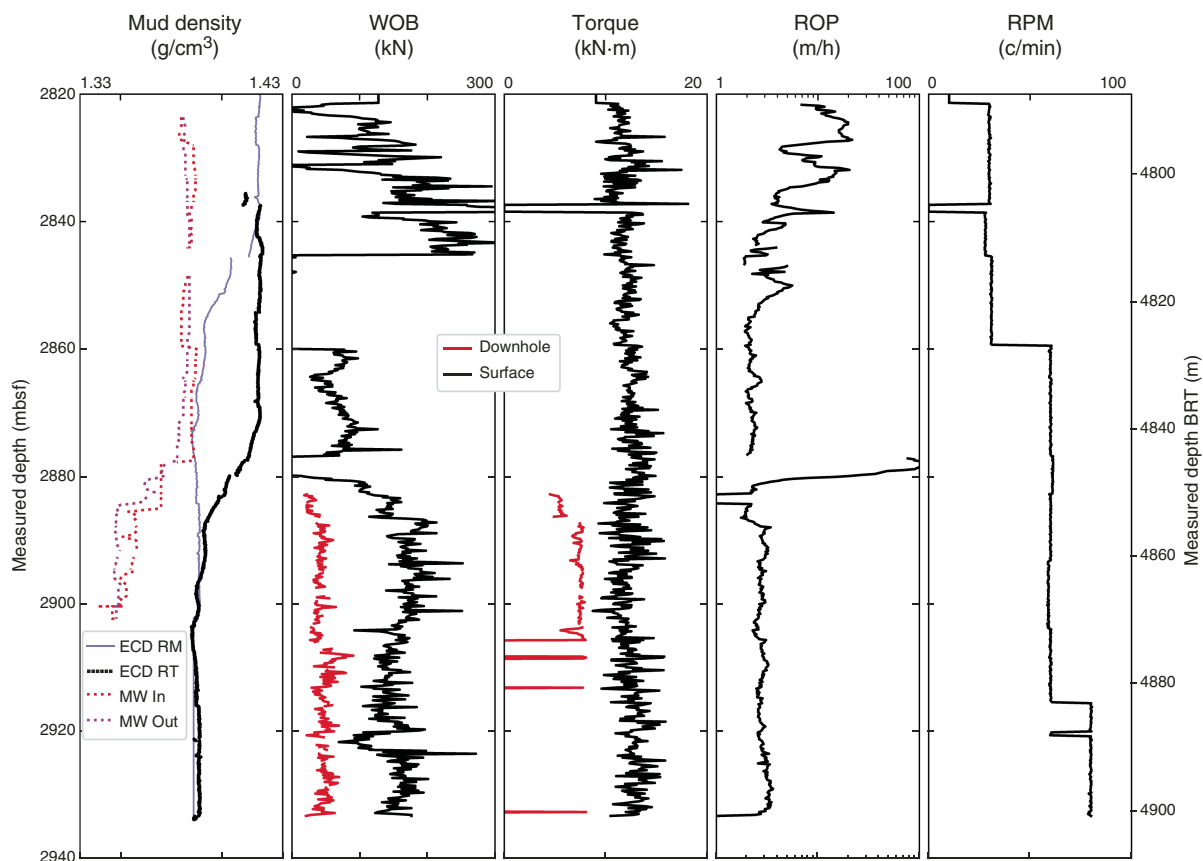 Mud density
(g/cm³)
WOB
(kN)
Torque
(kN·m)
ROP
(m/h)
RPM
(c/min)
1.33 1.43
0 300
0 20
1 100
0 100
2820
2840
2860
2880
2900
2920
2940
Measured depth (mbsf)
4800
4820
4840
4860
4880
4900
Measured depth BRT (m)
Downhole
Surface
ECD RM
ECD RT
MW In
MW Out